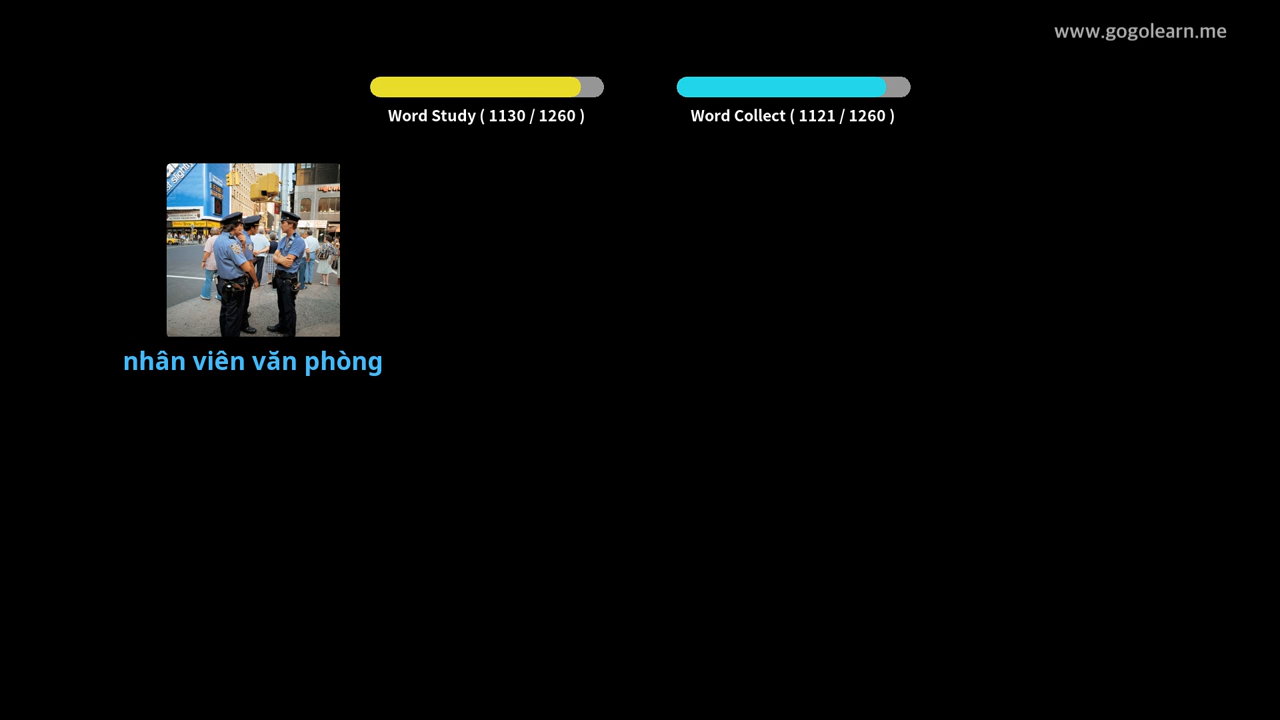 www.gogolearn.me
Word Study ( 1130 / 1260 )
Word Collect ( 1121 / 1260 )
nhân viên văn phòng